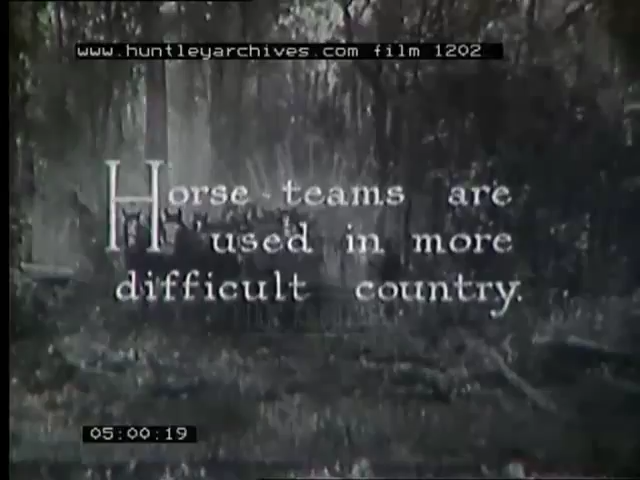 www.huntleyarchives.com film 1202
Horse-teams are
used in more
difficult country.
05:00:19